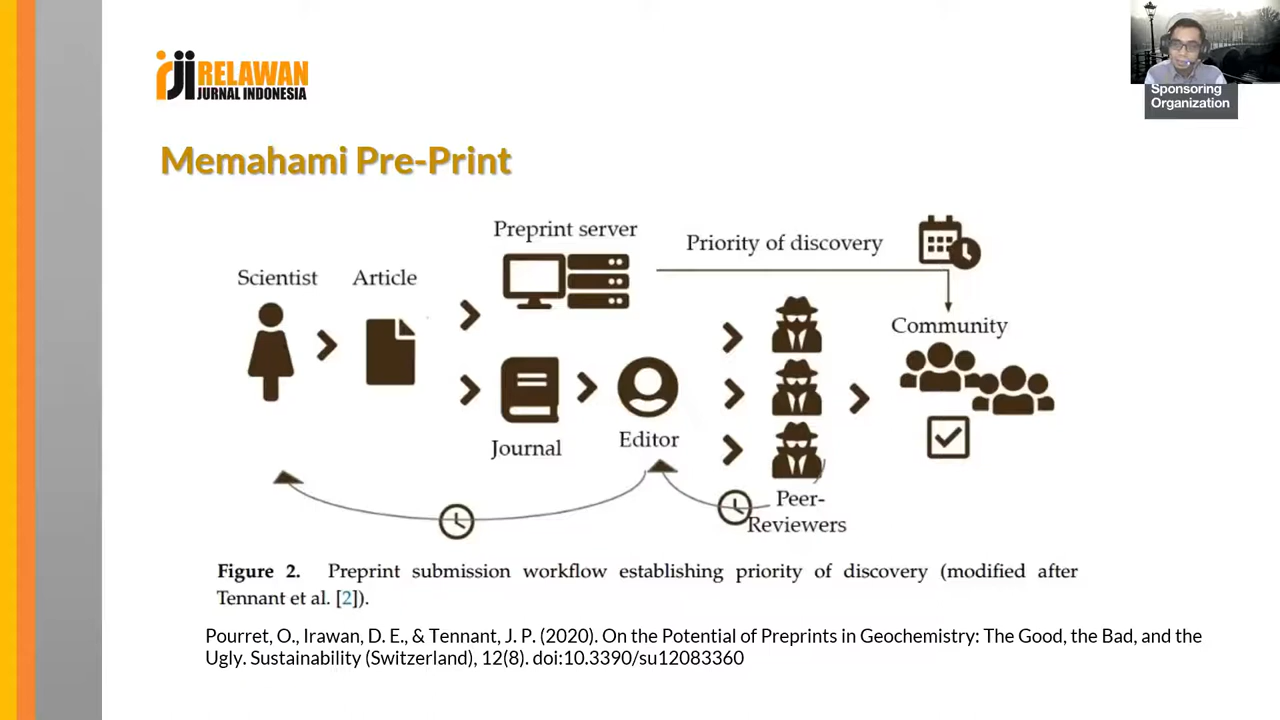 RJI RELAWAN
JURNAL INDONESIA
Sponsoring
Organization
Memahami Pre-Print
Preprint server
Priority of discovery
Scientist
Article
Community
Journal
Editor
Peer-
Reviewers
Figure 2. Preprint submission workflow establishing priority of discovery (modified after
Tennant et al. [2]).
Pourret, O., Irawan, D. E., & Tennant, J. P. (2020). On the Potential of Preprints in Geochemistry: The Good, the Bad, and the
Ugly. Sustainability (Switzerland), 12(8). doi:10.3390/su12083360